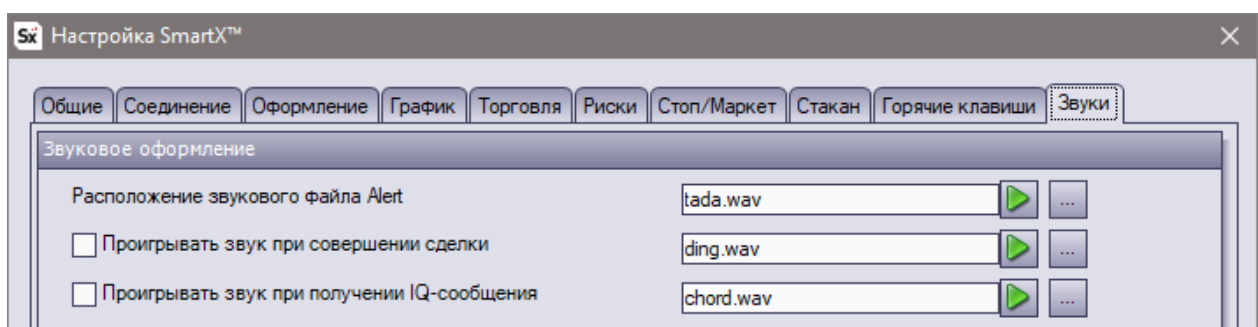 Sx Настройка SmartX™
Общие Соединение Оформление График Торговля Риски Стоп/Маркет Стакан Горячие клавиши Звуки
Звуковое оформление
Расположение звукового файла Alert tada.wav ...
Проигрывать звук при совершении сделки ding.wav ...
Проигрывать звук при получении IQ-сообщения chord.wav ...